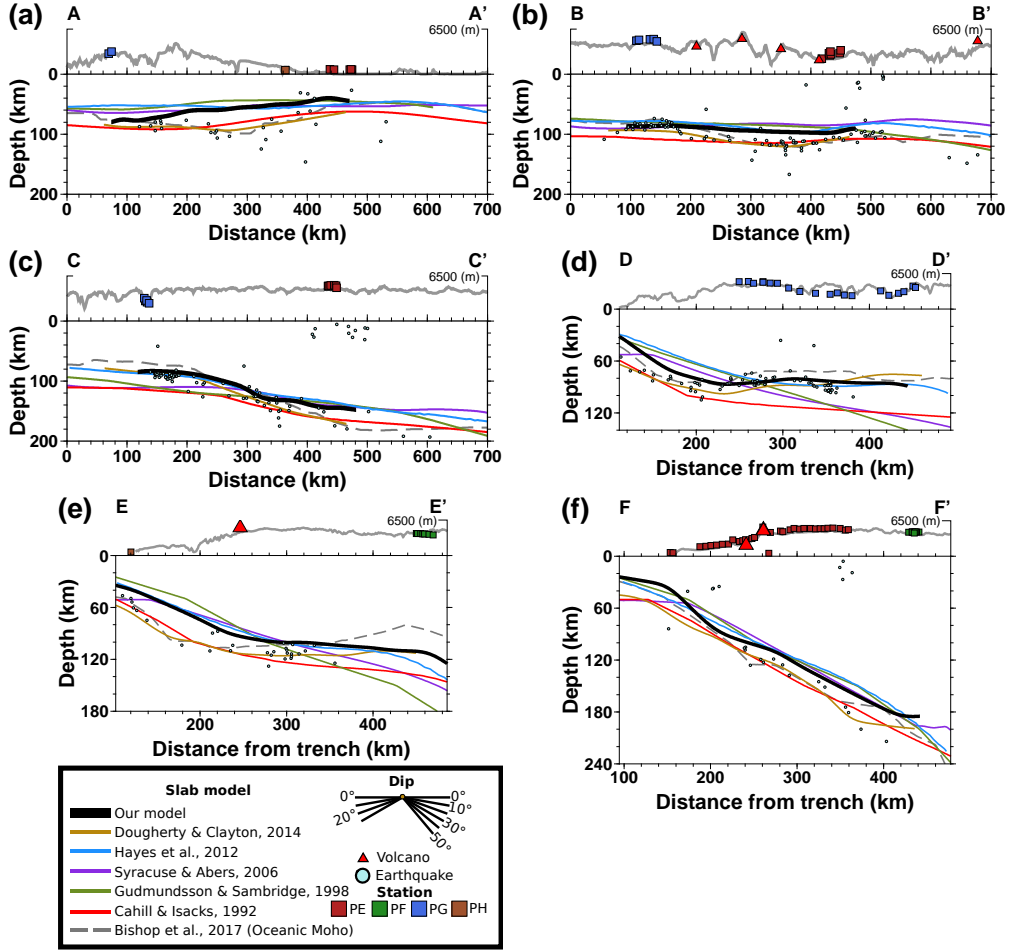 (a) A A'
6500 (m)
0
100
200
Depth (km)
0 100 200 300 400 500 600 700
Distance (km)
(b) B B'
6500 (m)
0
100
200
Depth (km)
0 100 200 300 400 500 600 700
Distance (km)
(c) C C'
6500 (m)
0
100
200
Depth (km)
0 100 200 300 400 500 600 700
Distance (km)
(d) D D'
6500 (m)
0
60
120
Depth (km)
200 300 400
Distance from trench (km)
(e) E E'
6500 (m)
0
60
120
180
Depth (km)
200 300 400
Distance from trench (km)
(f) F F'
6500 (m)
0
60
120
180
240
Depth (km)
100 200 300 400
Distance from trench (km)
Slab model
Our model
Dougherty & Clayton, 2014
Hayes et al., 2012
Syracuse & Abers, 2006
Gudmundsson & Sambridge, 1998
Cahill & Isacks, 1992
Bishop et al., 2017 (Oceanic Moho)
Dip
0° 0°
20° 10°
30°
50°
Volcano
Earthquake
Station
PE PF PG PH